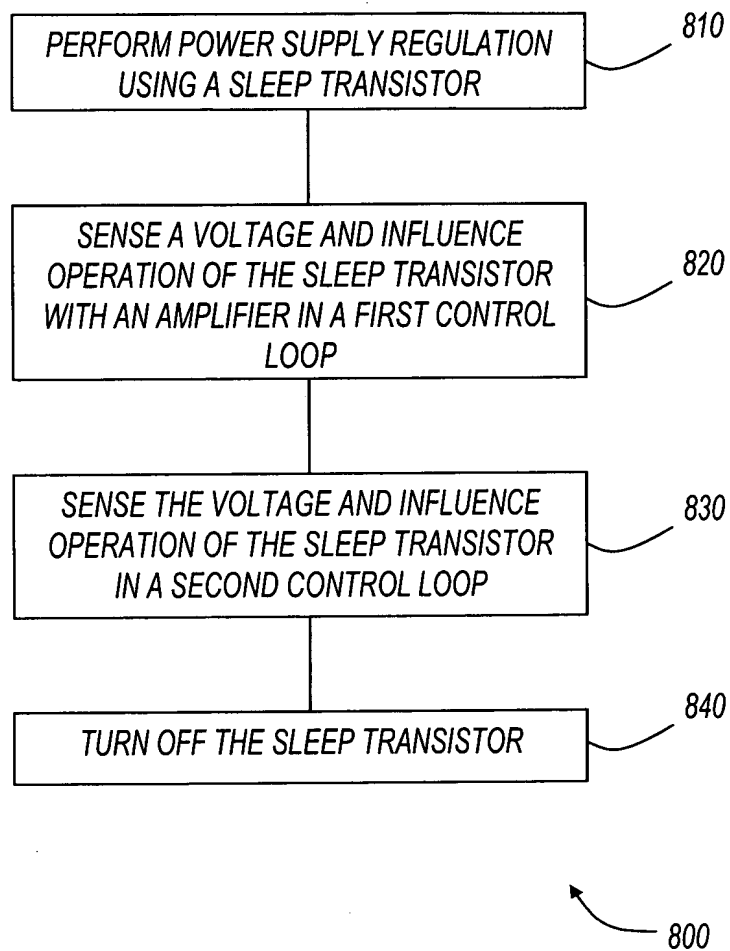 PERFORM POWER SUPPLY REGULATION
USING A SLEEP TRANSISTOR
810
SENSE A VOLTAGE AND INFLUENCE
OPERATION OF THE SLEEP TRANSISTOR
WITH AN AMPLIFIER IN A FIRST CONTROL
LOOP
820
SENSE THE VOLTAGE AND INFLUENCE
OPERATION OF THE SLEEP TRANSISTOR
IN A SECOND CONTROL LOOP
830
TURN OFF THE SLEEP TRANSISTOR
840
800